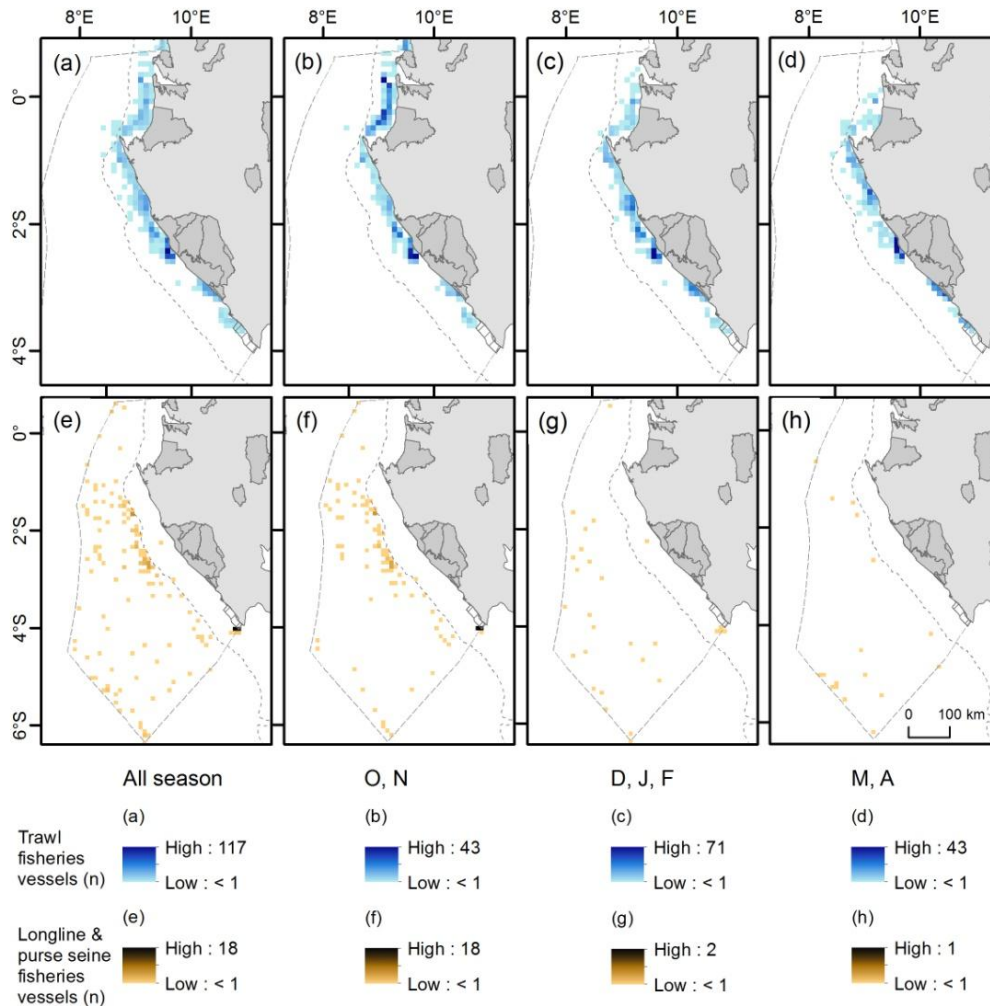 8°E 10°E 8°E 10°E 8°E 10°E 8°E 10°E
(a) (b) (c) (d)
0°
2°S
4°S
(e) (f) (g) (h)
0°
2°S
4°S
6°S
0 100 km
All season O, N D, J, F M, A
(a) (b) (c) (d)
Trawl
fisheries
vessels (n)
High : 117 High : 43 High : 71 High : 43
Low : < 1 Low : < 1 Low : < 1 Low : < 1
(e) (f) (g) (h)
Longline &
purse seine
fisheries
vessels (n)
High : 18 High : 18 High : 2 High : 1
Low : < 1 Low : < 1 Low : < 1 Low : < 1